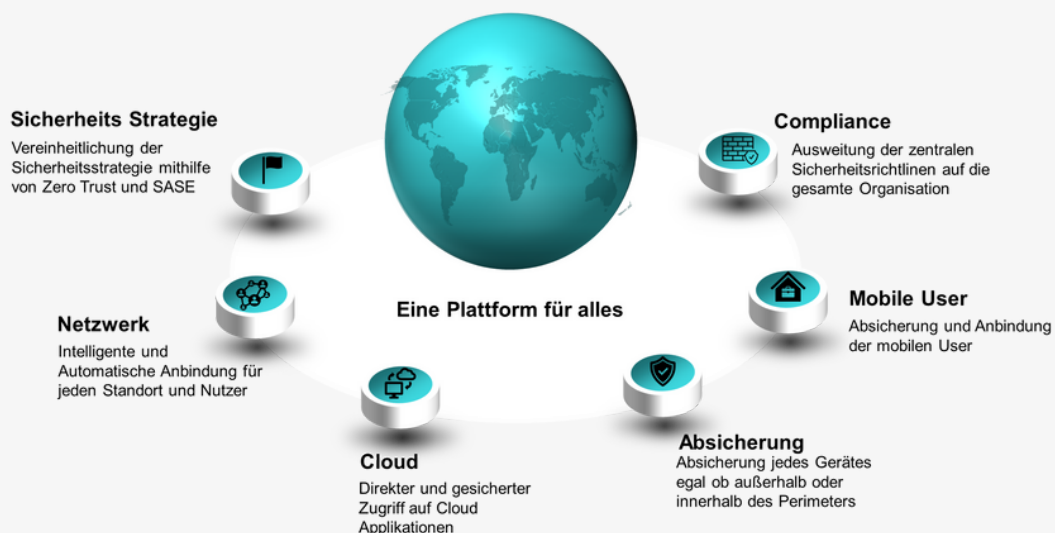 Sicherheits Strategie
Vereinheitlichung der
Sicherheitsstrategie mithilfe
von Zero Trust und SASE
Compliance
Ausweitung der zentralen
Sicherheitsrichtlinen auf die
gesamte Organisation
Eine Plattform für alles
Netzwerk
Intelligente und
Automatische Anbindung für
jeden Standort und Nutzer
Mobile User
Absicherung und Anbindung
der mobilen User
Cloud
Direkter und gesicherter
Zugriff auf Cloud
Applikationen
Absicherung
Absicherung jedes Gerätes
egal ob außerhalb oder
innerhalb des Perimeters